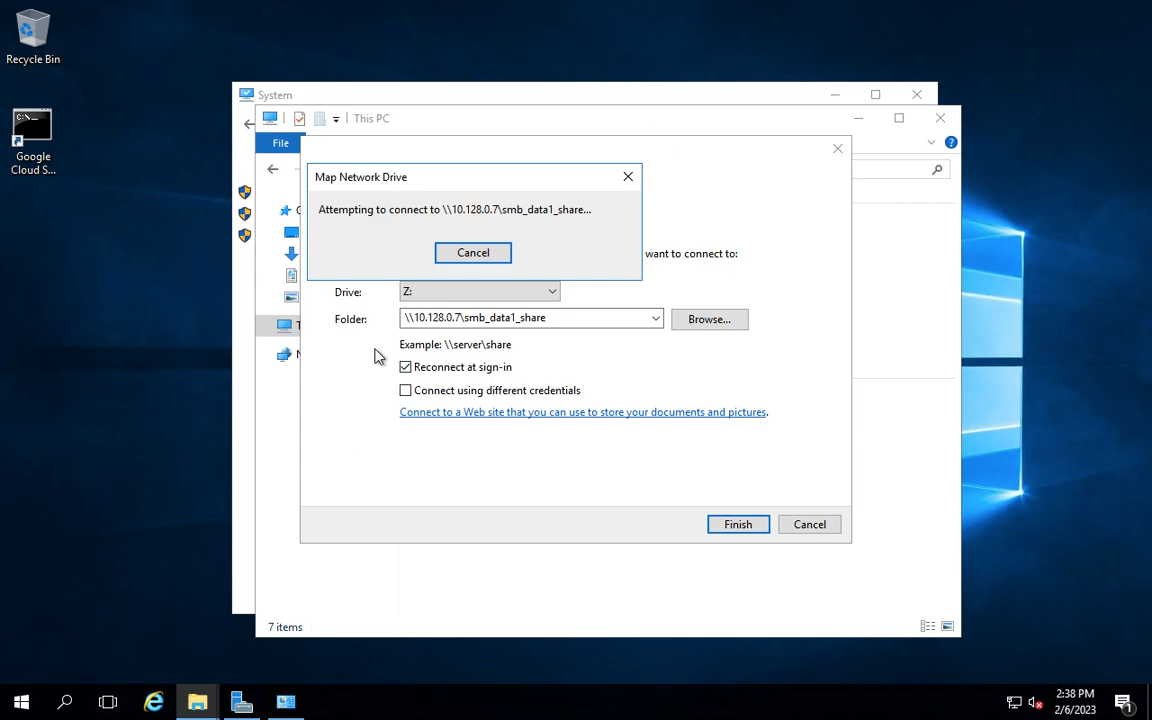 Recycle Bin
C:\_
Google
Cloud S...
System
This PC
File
Map Network Drive
Attempting to connect to \\10.128.0.7\smb_data1_share...
Cancel
want to connect to:
Drive:
Z:
Folder:
\\10.128.0.7\smb_data1_share
Browse...
Example: \\server\share
Reconnect at sign-in
Connect using different credentials
Connect to a Web site that you can use to store your documents and pictures.
Finish
Cancel
7 items
2:38 PM
2/6/2023
1